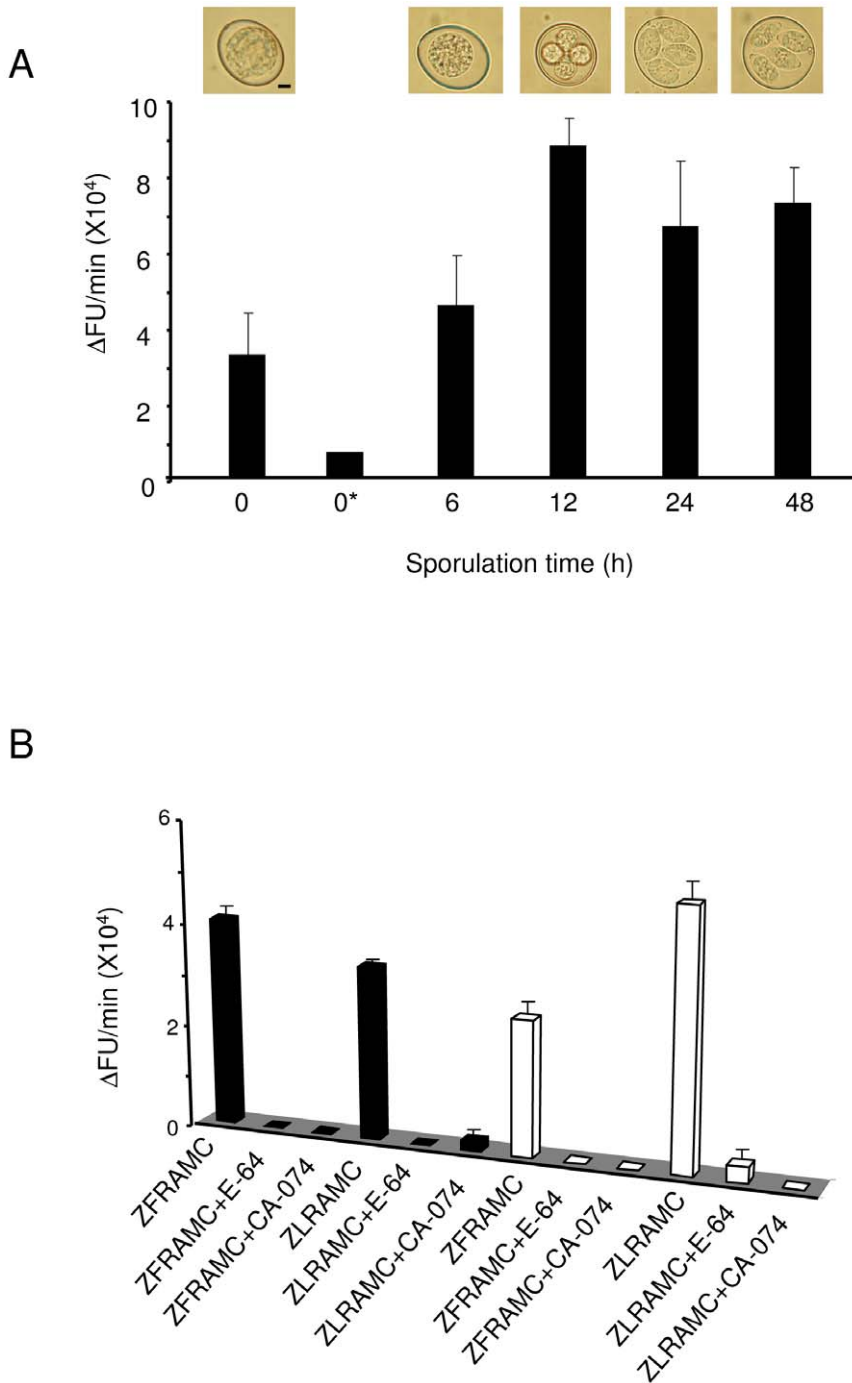 A
10
8
6
4
2
0
ΔFU/min (X10⁴)
0 0* 6 12 24 48
Sporulation time (h)
B
6
4
2
0
ΔFU/min (X10⁴)
ZFRAMC
ZFRAMC+E-64
ZFRAMC+CA-074
ZLRAMC
ZLRAMC+E-64
ZLRAMC+CA-074
ZFRAMC
ZFRAMC+E-64
ZFRAMC+CA-074
ZLRAMC
ZLRAMC+E-64
ZLRAMC+CA-074